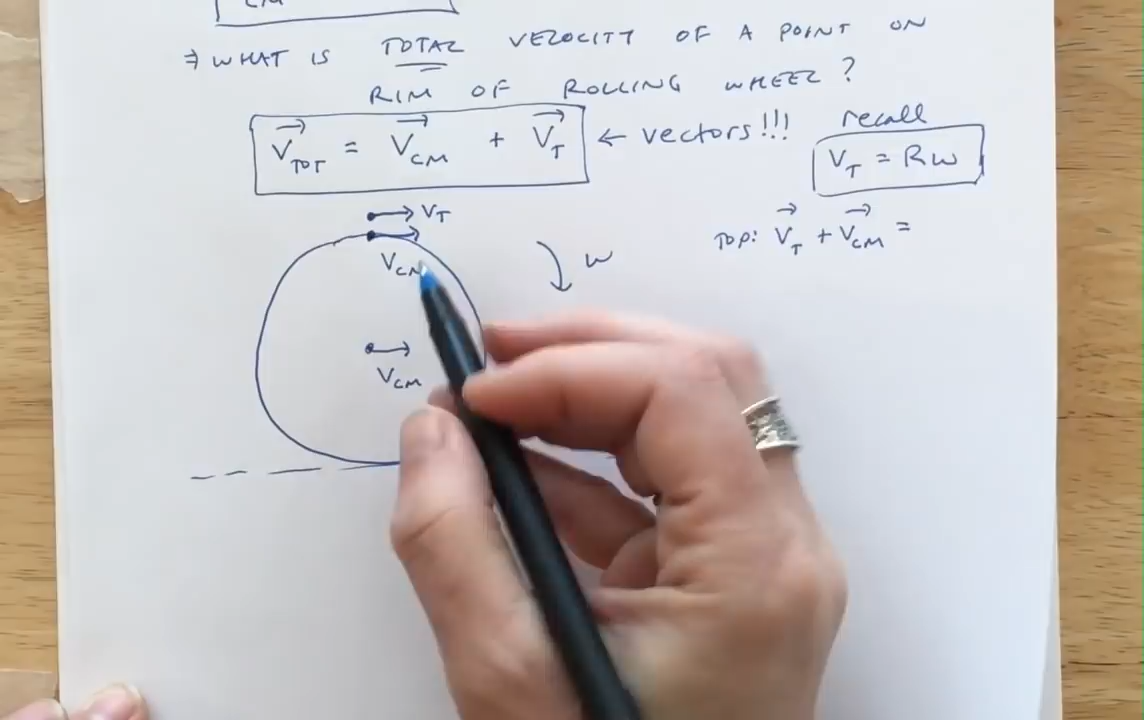 CM
⇒ WHAT IS TOTAL VELOCITY OF A POINT ON
RIM OF ROLLING WHEEL?
V⃗TOT = V⃗CM + V⃗T ← vectors!!!
recall
VT = Rω
VT
TOP: V⃗T + V⃗CM =
VCM
ω
VCM